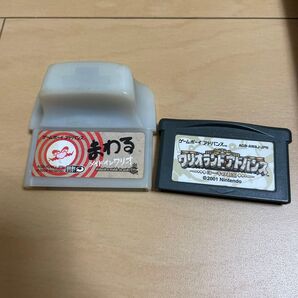 ゲームボーイアドバンス
まわる
メイドインワリオ
ゲームボーイアドバンス
AGB-AWAJ-JPN
ワリオランドアドバンス
©2001 Nintendo